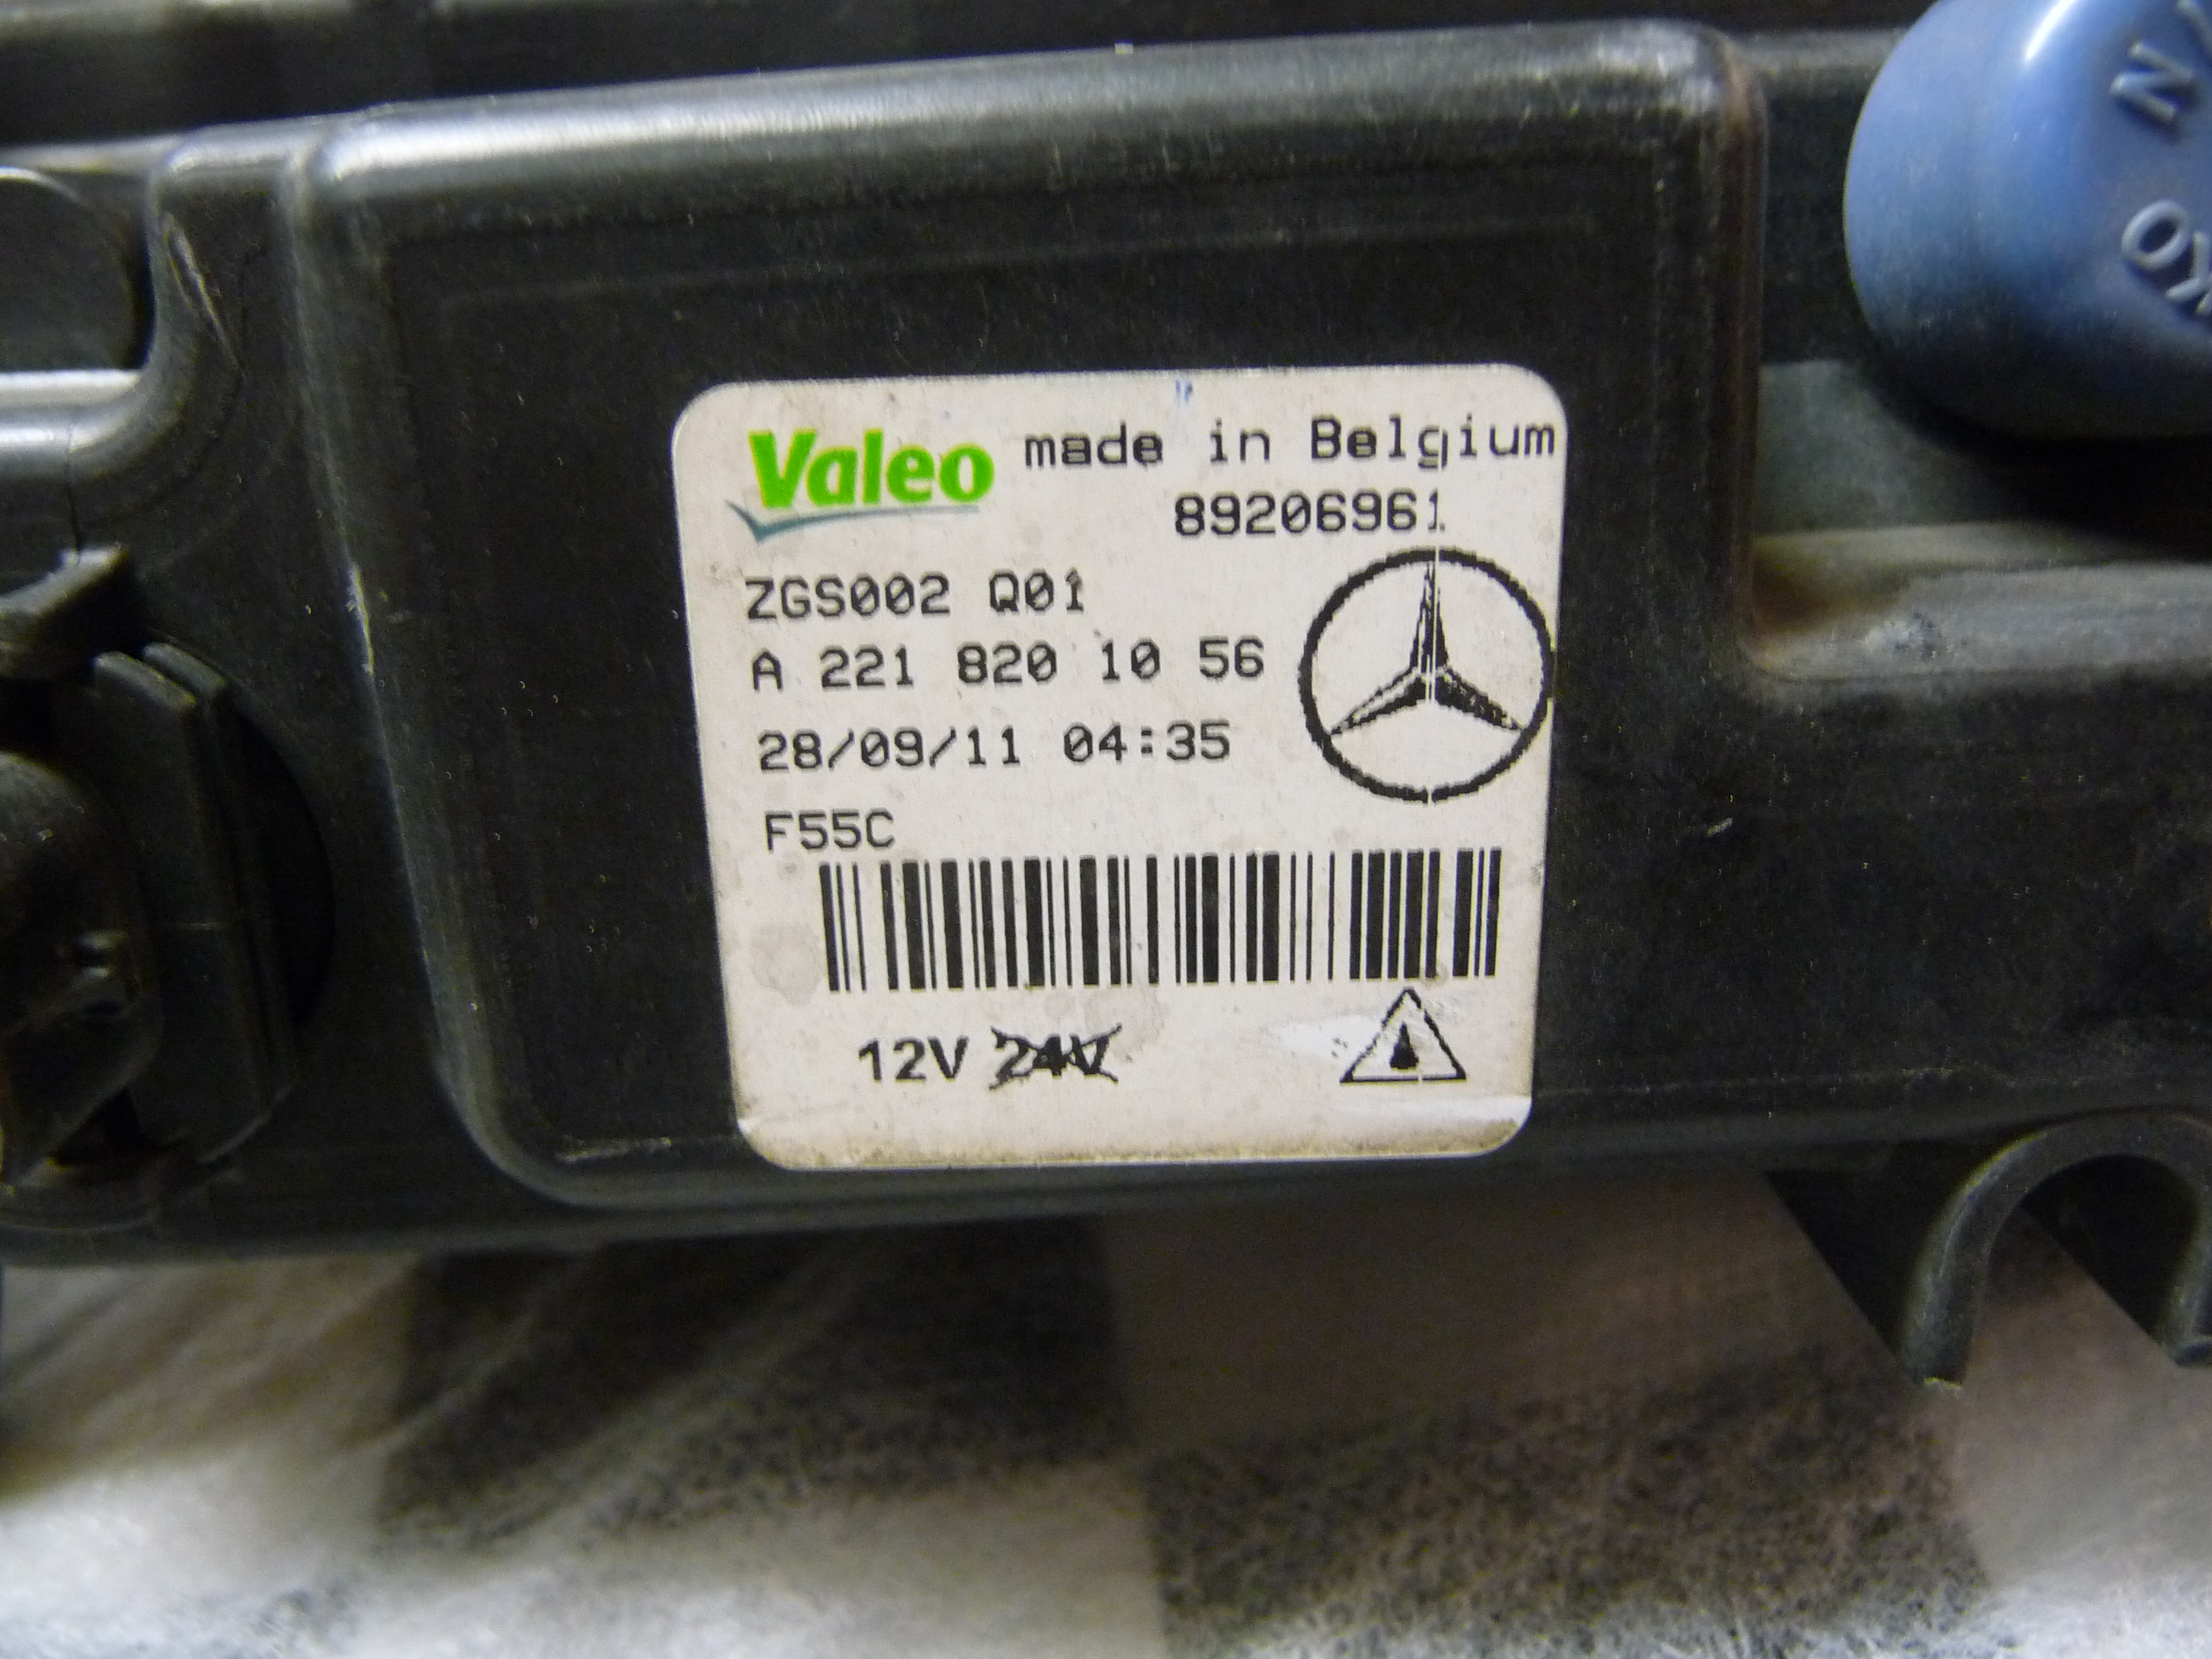 Valeo made in Belgium
89206961
ZGS002 Q01
A 221 820 10 56
28/09/11 04:35
F55C
12V 24V